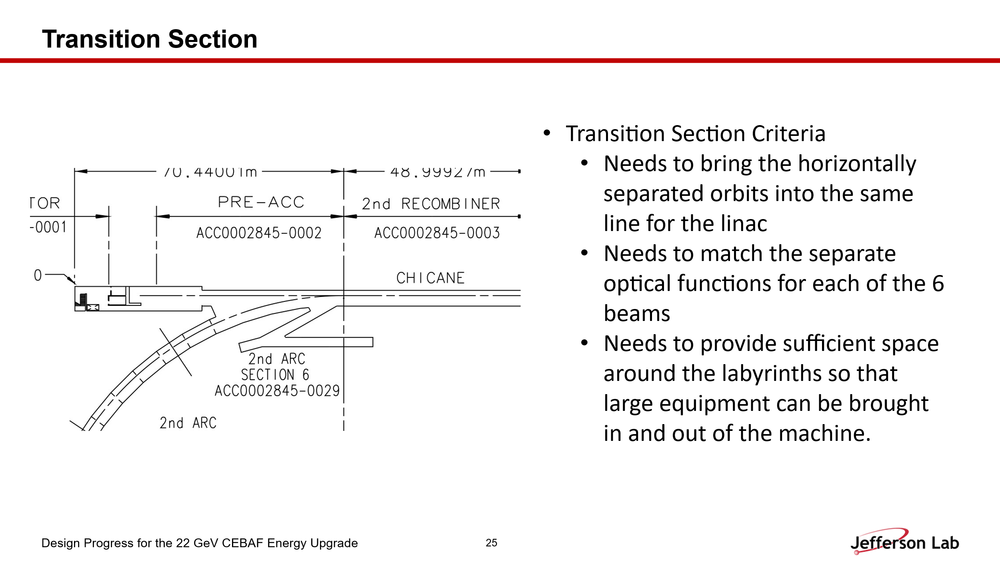 Transition Section
70.44001m
48.99927m
TOR
PRE-ACC
2nd RECOMBINER
-0001
ACC0002845-0002
ACC0002845-0003
0
CHICANE
2nd ARC
SECTION 6
ACC0002845-0029
2nd ARC
• Transition Section Criteria
• Needs to bring the horizontally
separated orbits into the same
line for the linac
• Needs to match the separate
optical functions for each of the 6
beams
• Needs to provide sufficient space
around the labyrinths so that
large equipment can be brought
in and out of the machine.
Design Progress for the 22 GeV CEBAF Energy Upgrade
25
Jefferson Lab